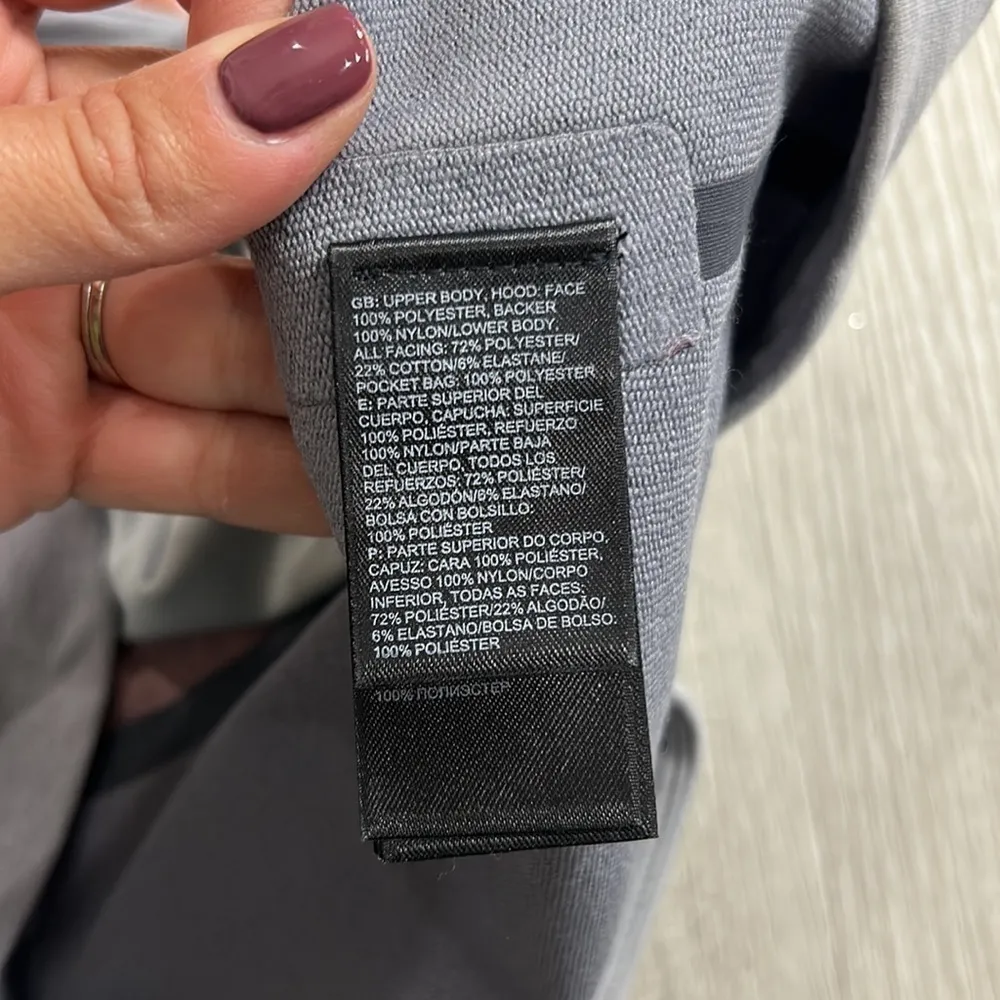 GB: UPPER BODY, HOOD: FACE
100% POLYESTER, BACKER
100% NYLON/LOWER BODY,
ALL FACING: 72% POLYESTER/
22% COTTON/6% ELASTANE/
POCKET BAG: 100% POLYESTER
E: PARTE SUPERIOR DEL
CUERPO, CAPUCHA: SUPERFICIE
100% POLIÉSTER, REFUERZO
100% NYLON/PARTE BAJA
DEL CUERPO, TODOS LOS
REFUERZOS: 72% POLIÉSTER/
22% ALGODÓN/6% ELASTANO/
BOLSA CON BOLSILLO:
100% POLIÉSTER
P: PARTE SUPERIOR DO CORPO,
CAPUZ: CARA 100% POLIÉSTER,
AVESSO 100% NYLON/CORPO
INFERIOR, TODAS AS FACES:
72% POLIÉSTER/22% ALGODÃO/
6% ELASTANO/BOLSA DE BOLSO:
100% POLIÉSTER
100% ПОЛИЭСТЕР